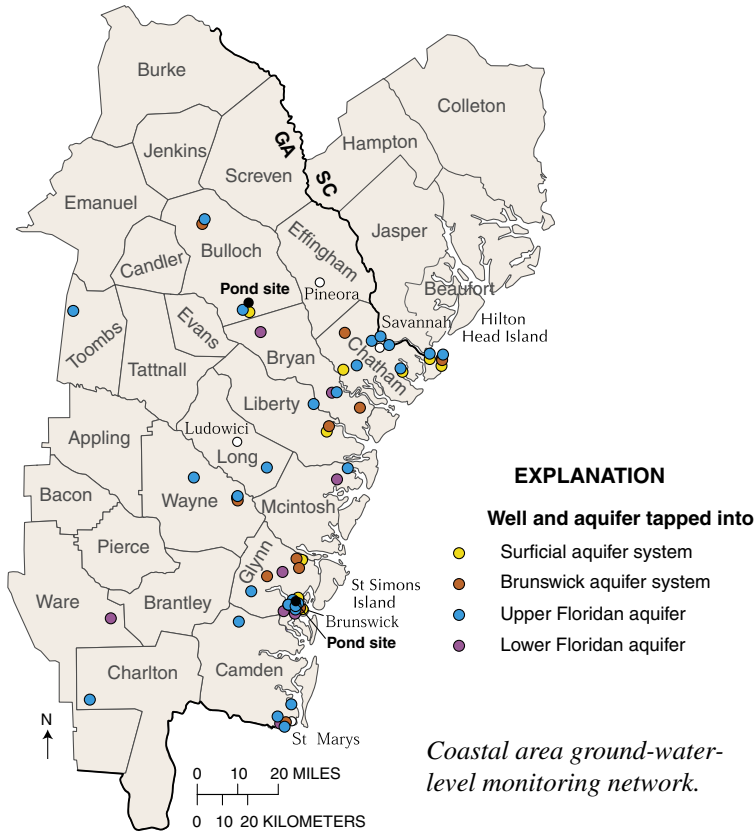 Burke
Colleton
Jenkins
Hampton
GA
Screven
SC
Emanuel
Jasper
Effingham
Bulloch
Candler
Beaufort
Pond site
Pineora
Savannah
Hilton
Head Island
Toombs
Evans
Bryan
Chatham
Tattnall
Liberty
Ludowici
Appling
Long
Bacon
Wayne
Mcintosh
Pierce
Glynn
St Simons
Island
Ware
Brantley
Brunswick
Pond site
Charlton
Camden
N
St Marys
0 10 20 MILES
0 10 20 KILOMETERS
EXPLANATION
Well and aquifer tapped into
Surficial aquifer system
Brunswick aquifer system
Upper Floridan aquifer
Lower Floridan aquifer
Coastal area ground-water-
level monitoring network.